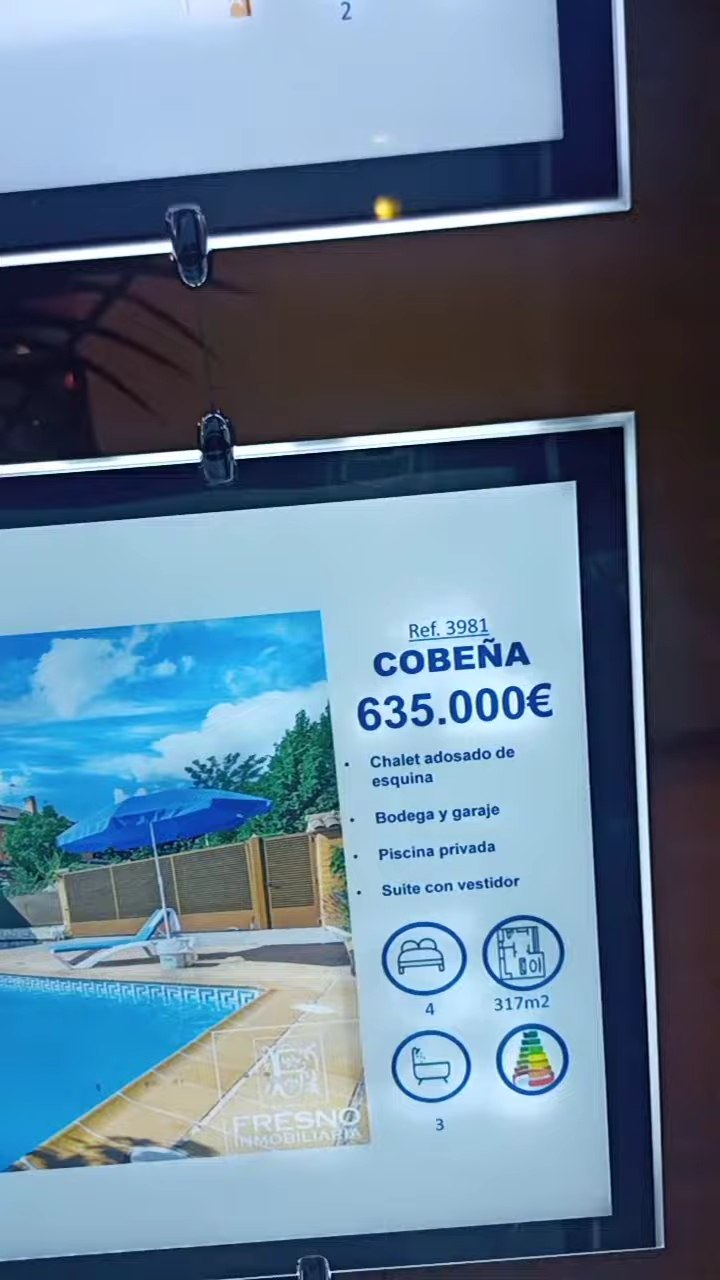 2
Ref. 3981
COBEÑA
635.000€
• Chalet adosado de
esquina
• Bodega y garaje
• Piscina privada
• Suite con vestidor
4
317m2
3
FRESNO
INMOBILIARIA